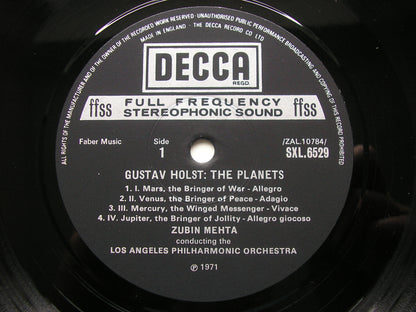 ALL RIGHTS OF THE MANUFACTURER AND OF THE OWNER OF THE RECORDED WORK RESERVED UNAUTHORISED PUBLIC PERFORMANCE BROADCASTING AND COPYING OF THIS RECORD PROHIBITED
MADE IN ENGLAND · THE DECCA RECORD CO LTD
DECCA
REGD.
ffss FULL FREQUENCY ffss
STEREOPHONIC SOUND
Faber Music Side /ZAL.10784/
1 SXL.6529
GUSTAV HOLST: THE PLANETS
1. I. Mars, the Bringer of War - Allegro
2. II. Venus, the Bringer of Peace - Adagio
3. III. Mercury, the Winged Messenger - Vivace
4. IV. Jupiter, the Bringer of Jollity - Allegro giocoso
ZUBIN MEHTA
conducting the
LOS ANGELES PHILHARMONIC ORCHESTRA
℗ 1971